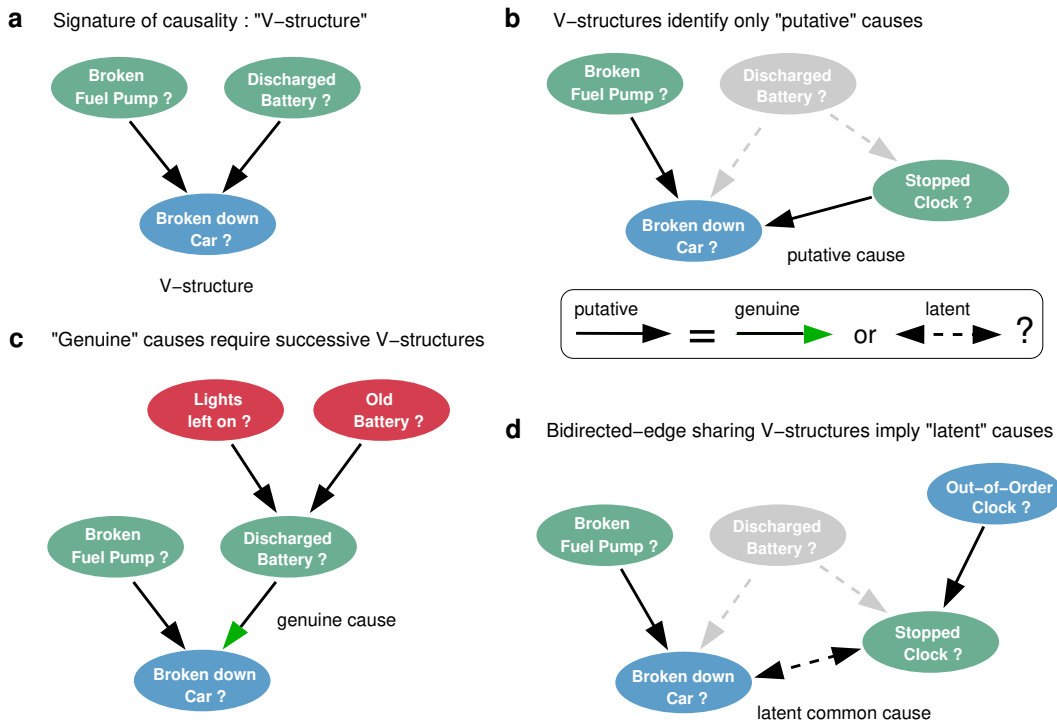 a Signature of causality : "V−structure"
Broken
Fuel Pump ?
Discharged
Battery ?
Broken down
Car ?
V−structure
b V−structures identify only "putative" causes
Broken
Fuel Pump ?
Discharged
Battery ?
Stopped
Clock ?
Broken down
Car ?
putative cause
putative = genuine or latent ?
c "Genuine" causes require successive V−structures
Lights
left on ?
Old
Battery ?
Broken
Fuel Pump ?
Discharged
Battery ?
genuine cause
Broken down
Car ?
d Bidirected−edge sharing V−structures imply "latent" causes
Out−of−Order
Clock ?
Broken
Fuel Pump ?
Discharged
Battery ?
Stopped
Clock ?
Broken down
Car ?
latent common cause